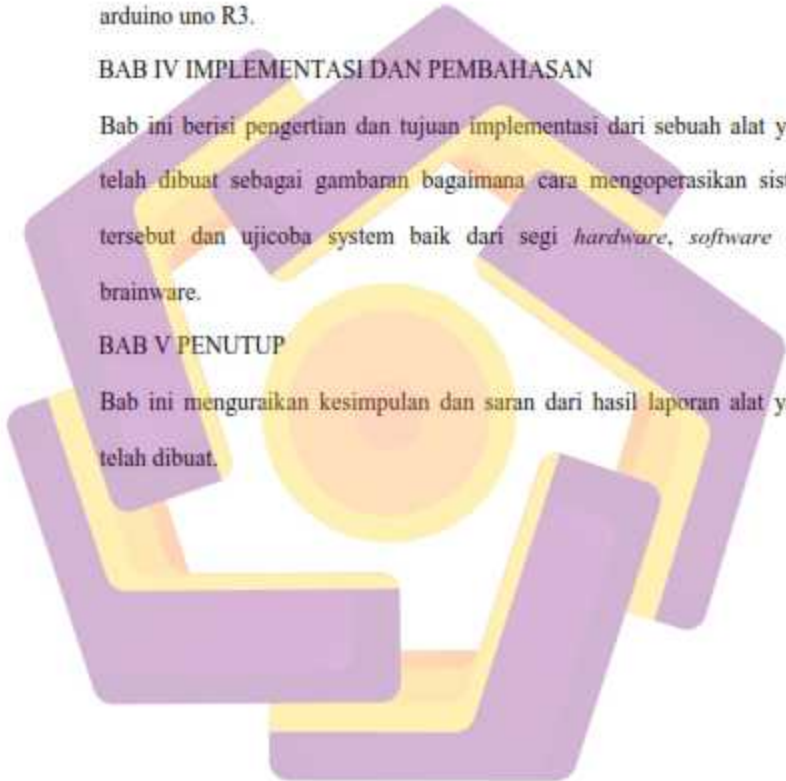 arduino uno R3.
BAB IV IMPLEMENTASI DAN PEMBAHASAN
Bab ini berisi pengertian dan tujuan implementasi dari sebuah alat y
telah dibuat sebagai gambaran bagaimana cara mengoperasikan sist
tersebut dan ujicoba system baik dari segi hardware, software
brainware.
BAB V PENUTUP
Bab ini menguraikan kesimpulan dan saran dari hasil laporan alat y
telah dibuat.